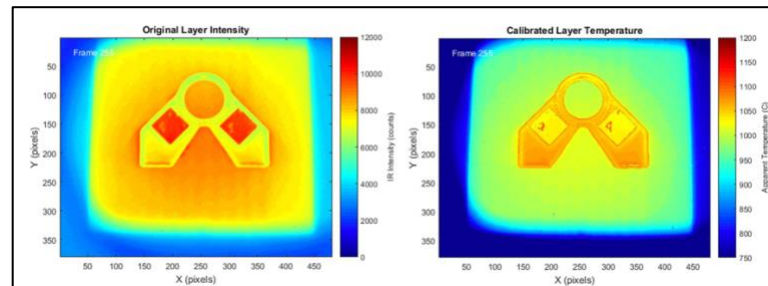 Original Layer Intensity
Frame 255
50
100
150
200
250
300
350
Y (pixels)
50 100 150 200 250 300 350 400 450
X (pixels)
12000
10000
8000
6000
4000
2000
0
IR Intensity (counts)
Calibrated Layer Temperature
Frame 255
50
100
150
200
250
300
350
Y (pixels)
50 100 150 200 250 300 350 400 450
X (pixels)
1200
1150
1100
1050
1000
950
900
850
800
750
Apparent Temperature (C)